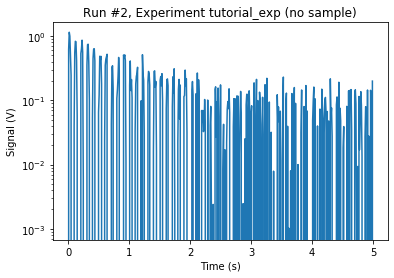 Run #2, Experiment tutorial_exp (no sample)
Signal (V)
10⁰
10⁻¹
10⁻²
10⁻³
0 1 2 3 4 5
Time (s)